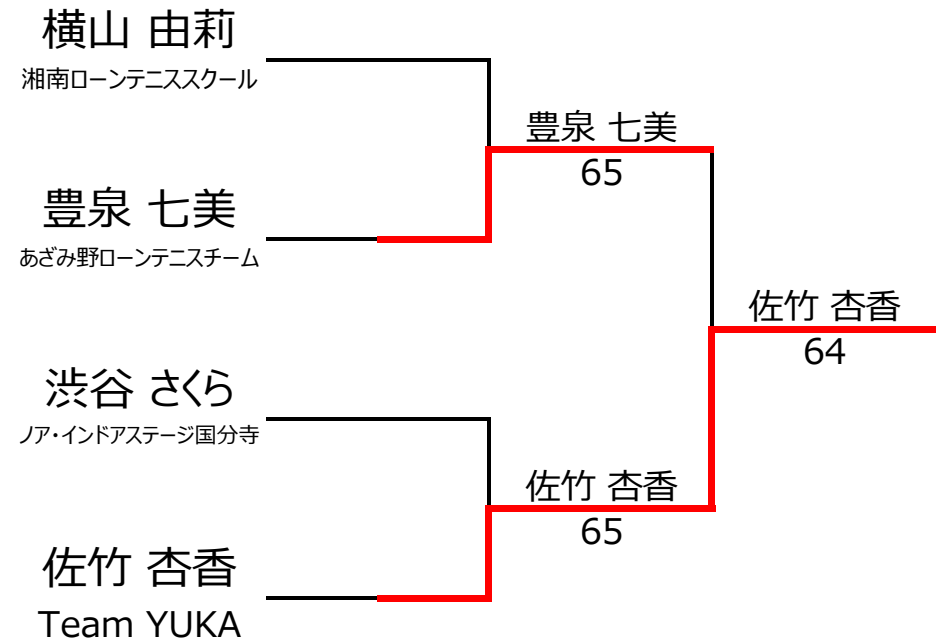 横山 由莉
湘南ローンテニススクール
豊泉 七美
65
豊泉 七美
あざみ野ローンテニスチーム
佐竹 杏香
64
渋谷 さくら
ノア・インドアステージ国分寺
佐竹 杏香
65
佐竹 杏香
Team YUKA